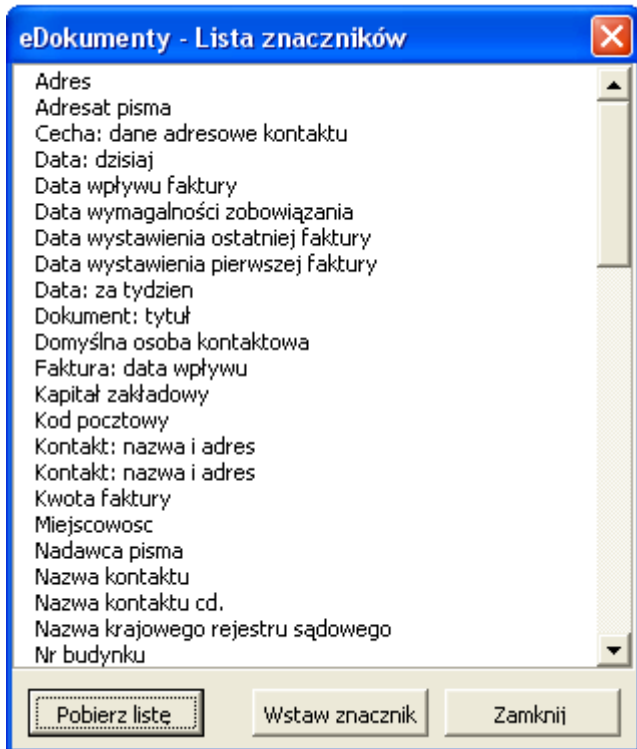 eDokumenty - Lista znaczników
Adres
Adresat pisma
Cecha: dane adresowe kontaktu
Data: dzisiaj
Data wpływu faktury
Data wymagalności zobowiązania
Data wystawienia ostatniej faktury
Data wystawienia pierwszej faktury
Data: za tydzien
Dokument: tytuł
Domyślna osoba kontaktowa
Faktura: data wpływu
Kapitał zakładowy
Kod pocztowy
Kontakt: nazwa i adres
Kontakt: nazwa i adres
Kwota faktury
Miejscowosc
Nadawca pisma
Nazwa kontaktu
Nazwa kontaktu cd.
Nazwa krajowego rejestru sądowego
Nr budynku
Pobierz listę Wstaw znacznik Zamknij